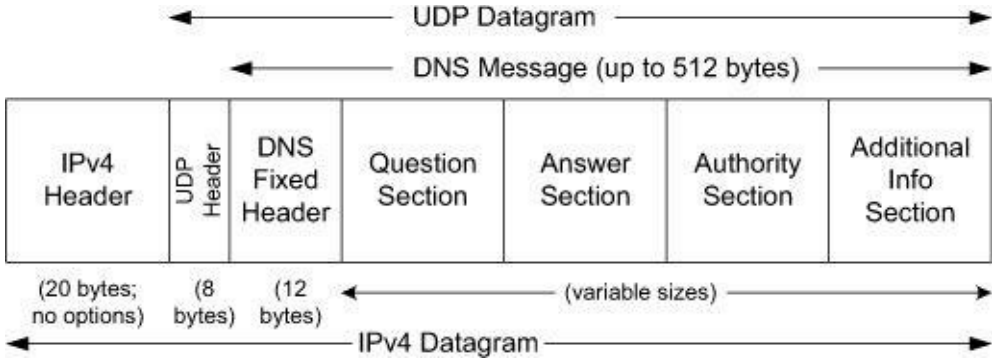 UDP Datagram
DNS Message (up to 512 bytes)
IPv4
Header
UDP
Header
DNS
Fixed
Header
Question
Section
Answer
Section
Authority
Section
Additional
Info
Section
(20 bytes;
no options)
(8
bytes)
(12
bytes)
(variable sizes)
IPv4 Datagram